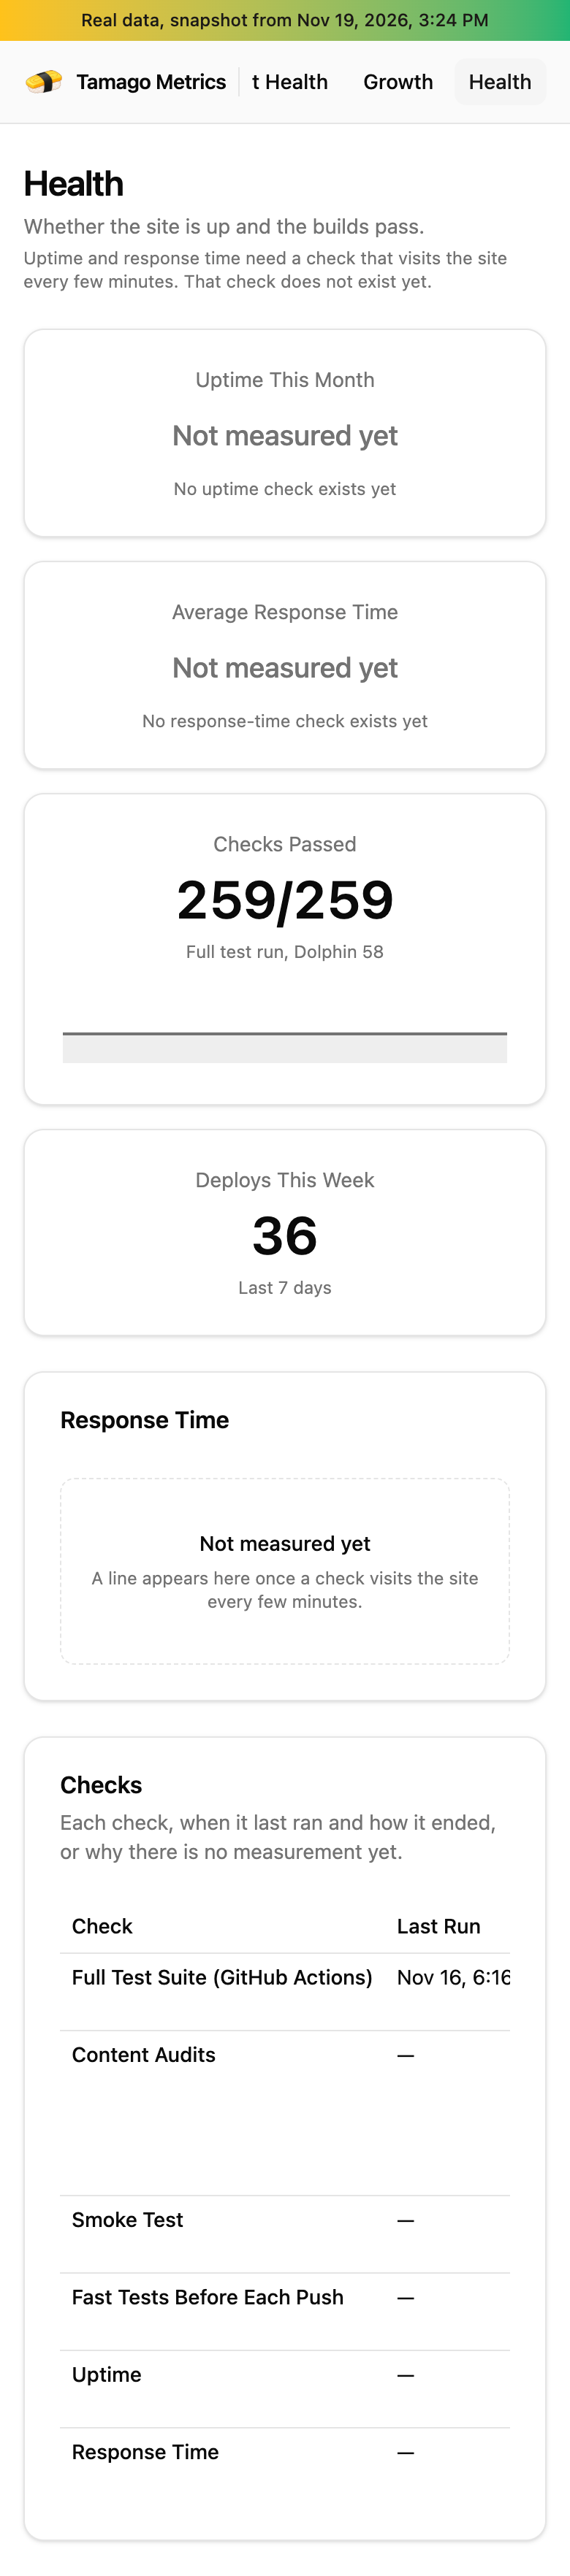 Real data, snapshot from Nov 19, 2026, 3:24 PM
Tamago Metrics
t Health
Growth
Health
Health
Whether the site is up and the builds pass.
Uptime and response time need a check that visits the site
every few minutes. That check does not exist yet.
Uptime This Month
Not measured yet
No uptime check exists yet
Average Response Time
Not measured yet
No response-time check exists yet
Checks Passed
259/259
Full test run, Dolphin 58
Deploys This Week
36
Last 7 days
Response Time
Not measured yet
A line appears here once a check visits the site
every few minutes.
Checks
Each check, when it last ran and how it ended,
or why there is no measurement yet.
Check Last Run
Full Test Suite (GitHub Actions) Nov 16, 6:16
Content Audits —
Smoke Test —
Fast Tests Before Each Push —
Uptime —
Response Time —